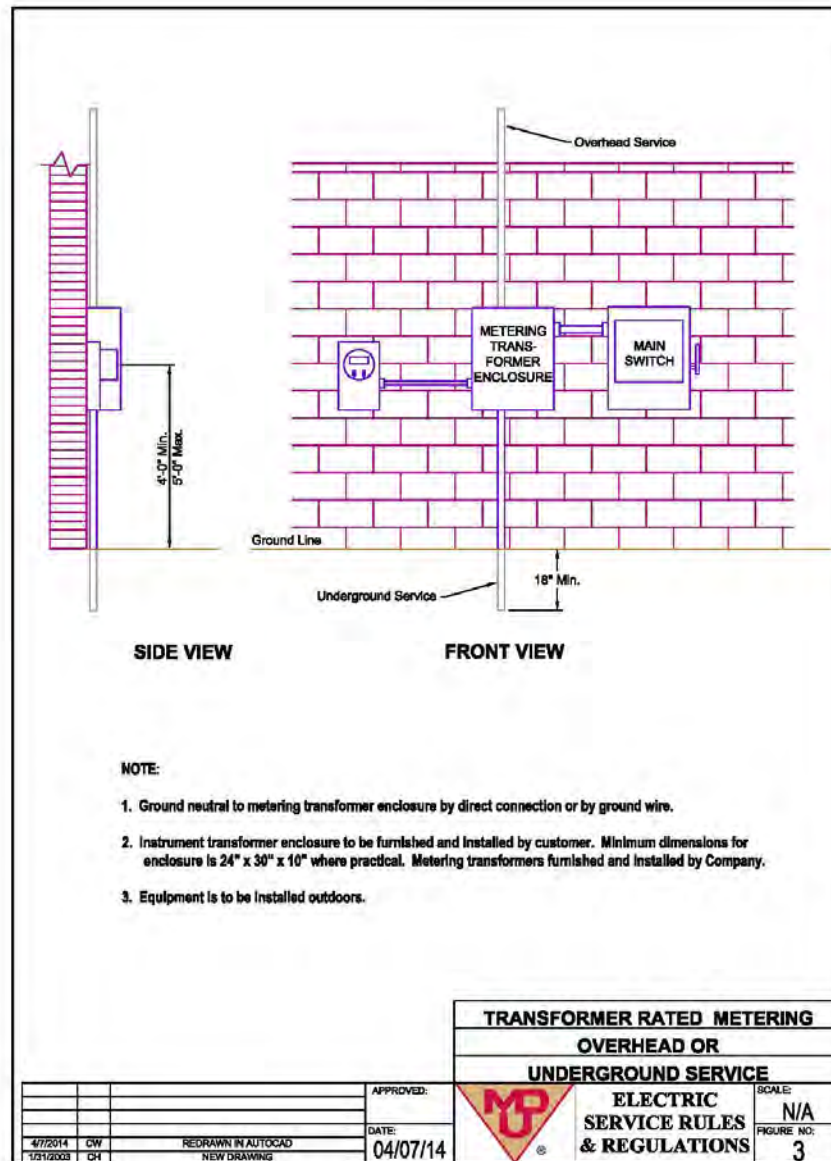 Overhead Service
METERING
TRANS-
FORMER
ENCLOSURE
MAIN
SWITCH
4'-0" Min.
5'-0" Max.
Ground Line
18" Min.
Underground Service
SIDE VIEW
FRONT VIEW
NOTE:
1. Ground neutral to metering transformer enclosure by direct connection or by ground wire.
2. Instrument transformer enclosure to be furnished and installed by customer. Minimum dimensions for
enclosure is 24" x 30" x 10" where practical. Metering transformers furnished and installed by Company.
3. Equipment is to be installed outdoors.
TRANSFORMER RATED METERING
OVERHEAD OR
UNDERGROUND SERVICE
APPROVED:
DATE:
04/07/14
MDU
®
ELECTRIC
SERVICE RULES
& REGULATIONS
SCALE:
N/A
FIGURE NO:
3
4/7/2014 CW REDRAWN IN AUTOCAD
1/31/2003 CH NEW DRAWING